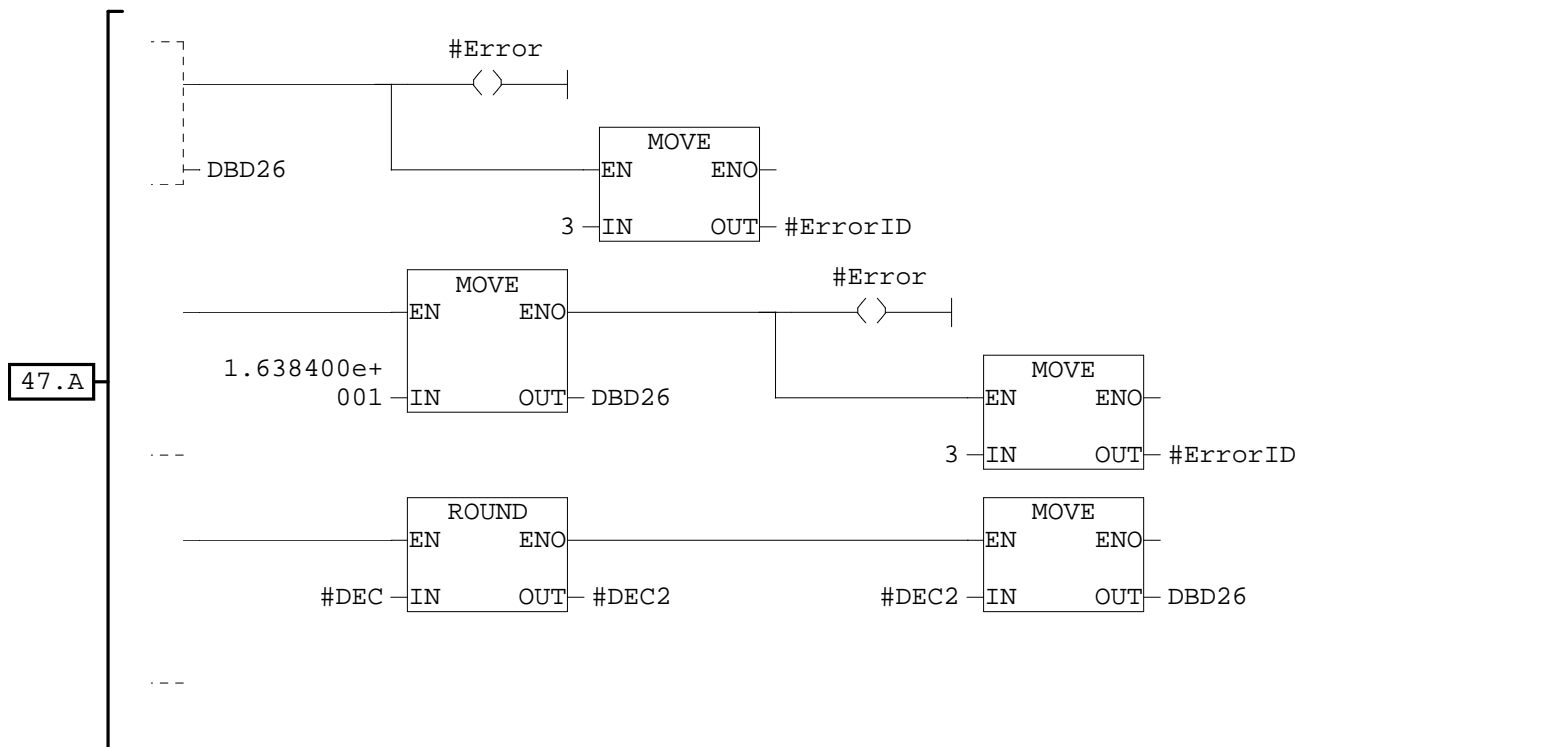 #Error
MOVE
DBD26
EN ENO
3 IN OUT #ErrorID
MOVE
#Error
EN ENO
47.A
1.638400e+
001 IN OUT DBD26
MOVE
EN ENO
3 IN OUT #ErrorID
ROUND MOVE
EN ENO EN ENO
#DEC IN OUT #DEC2 #DEC2 IN OUT DBD26